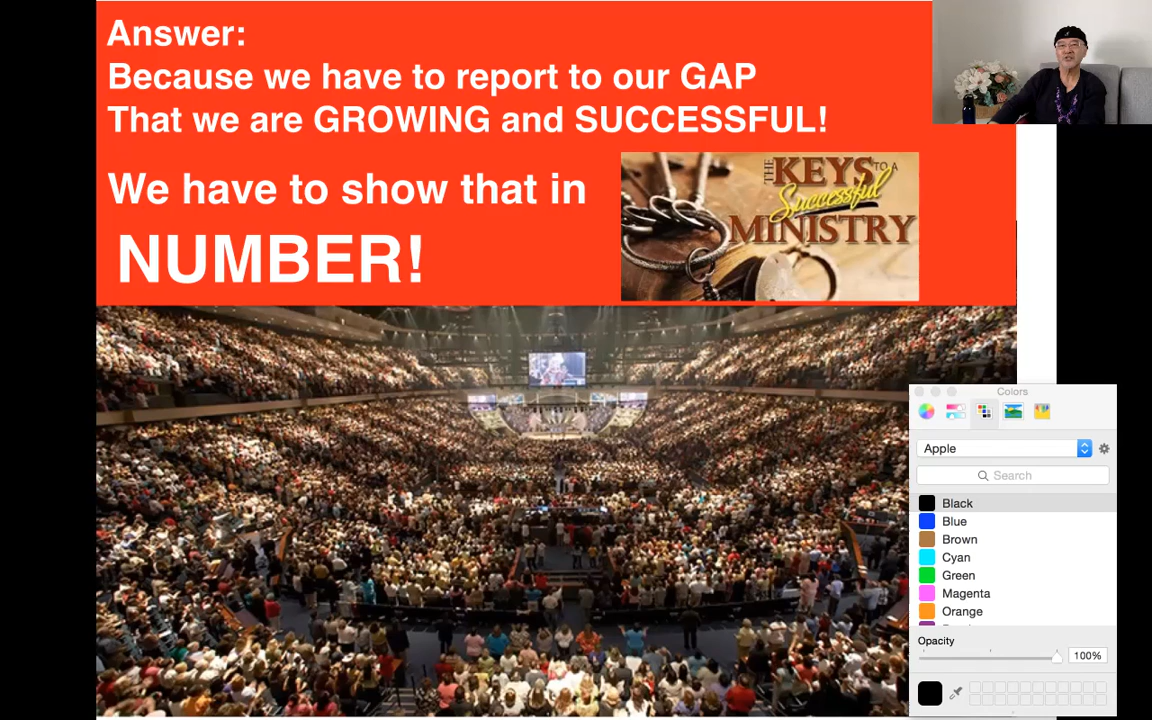 Answer:
Because we have to report to our GAP
That we are GROWING and SUCCESSFUL!
We have to show that in
NUMBER!
THE KEYS TO A
Successful
MINISTRY
Colors
Apple
Search
Black
Blue
Brown
Cyan
Green
Magenta
Orange
Opacity
100%